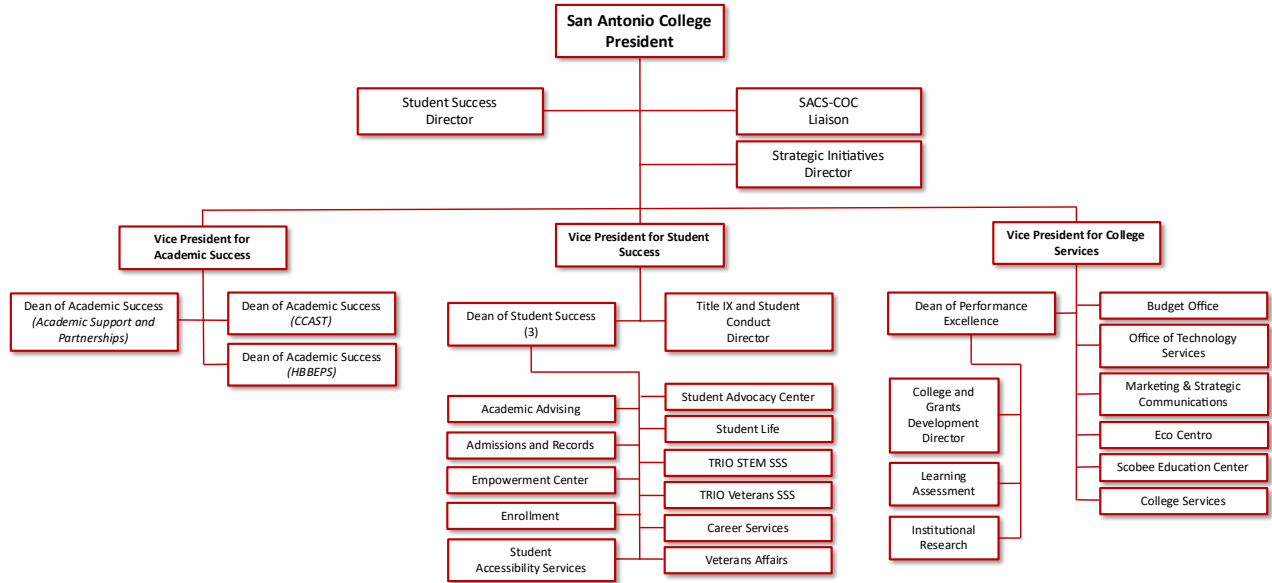 San Antonio College
President
Student Success
Director
SACS-COC
Liaison
Strategic Initiatives
Director
Vice President for
Academic Success
Vice President for Student
Success
Vice President for College
Services
Dean of Academic Success
(Academic Support and
Partnerships)
Dean of Academic Success
(CCAST)
Dean of Academic Success
(HBBEPS)
Dean of Student Success
(3)
Title IX and Student
Conduct
Director
Academic Advising
Admissions and Records
Empowerment Center
Enrollment
Student
Accessibility Services
Student Advocacy Center
Student Life
TRIO STEM SSS
TRIO Veterans SSS
Career Services
Veterans Affairs
Dean of Performance
Excellence
College and
Grants
Development
Director
Learning
Assessment
Institutional
Research
Budget Office
Office of Technology
Services
Marketing & Strategic
Communications
Eco Centro
Scobee Education Center
College Services